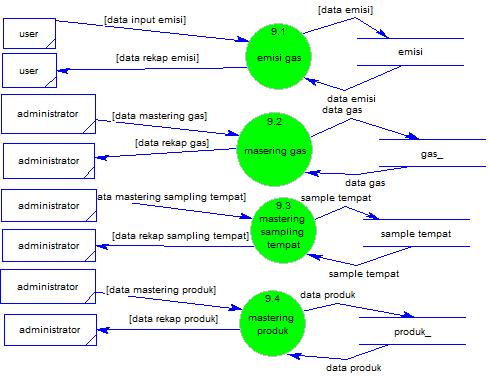 [data emisi]
[data input emisi]
user
9.1
emisi
emisi gas
[data rekap emisi]
user
data emisi
data gas
administrator
[data mastering gas]
9.2
[data rekap gas]
masering gas
gas_
administrator
data gas
ata mastering sampling tempat]
sample tempat
administrator
9.3
mastering
sampling
tempat
sample tempat
[data rekap sampling tempat]
administrator
sample tempat
administrator
[data mastering produk]
9.4
data produk
[data rekap produk]
mastering
produk
produk_
administrator
data produk